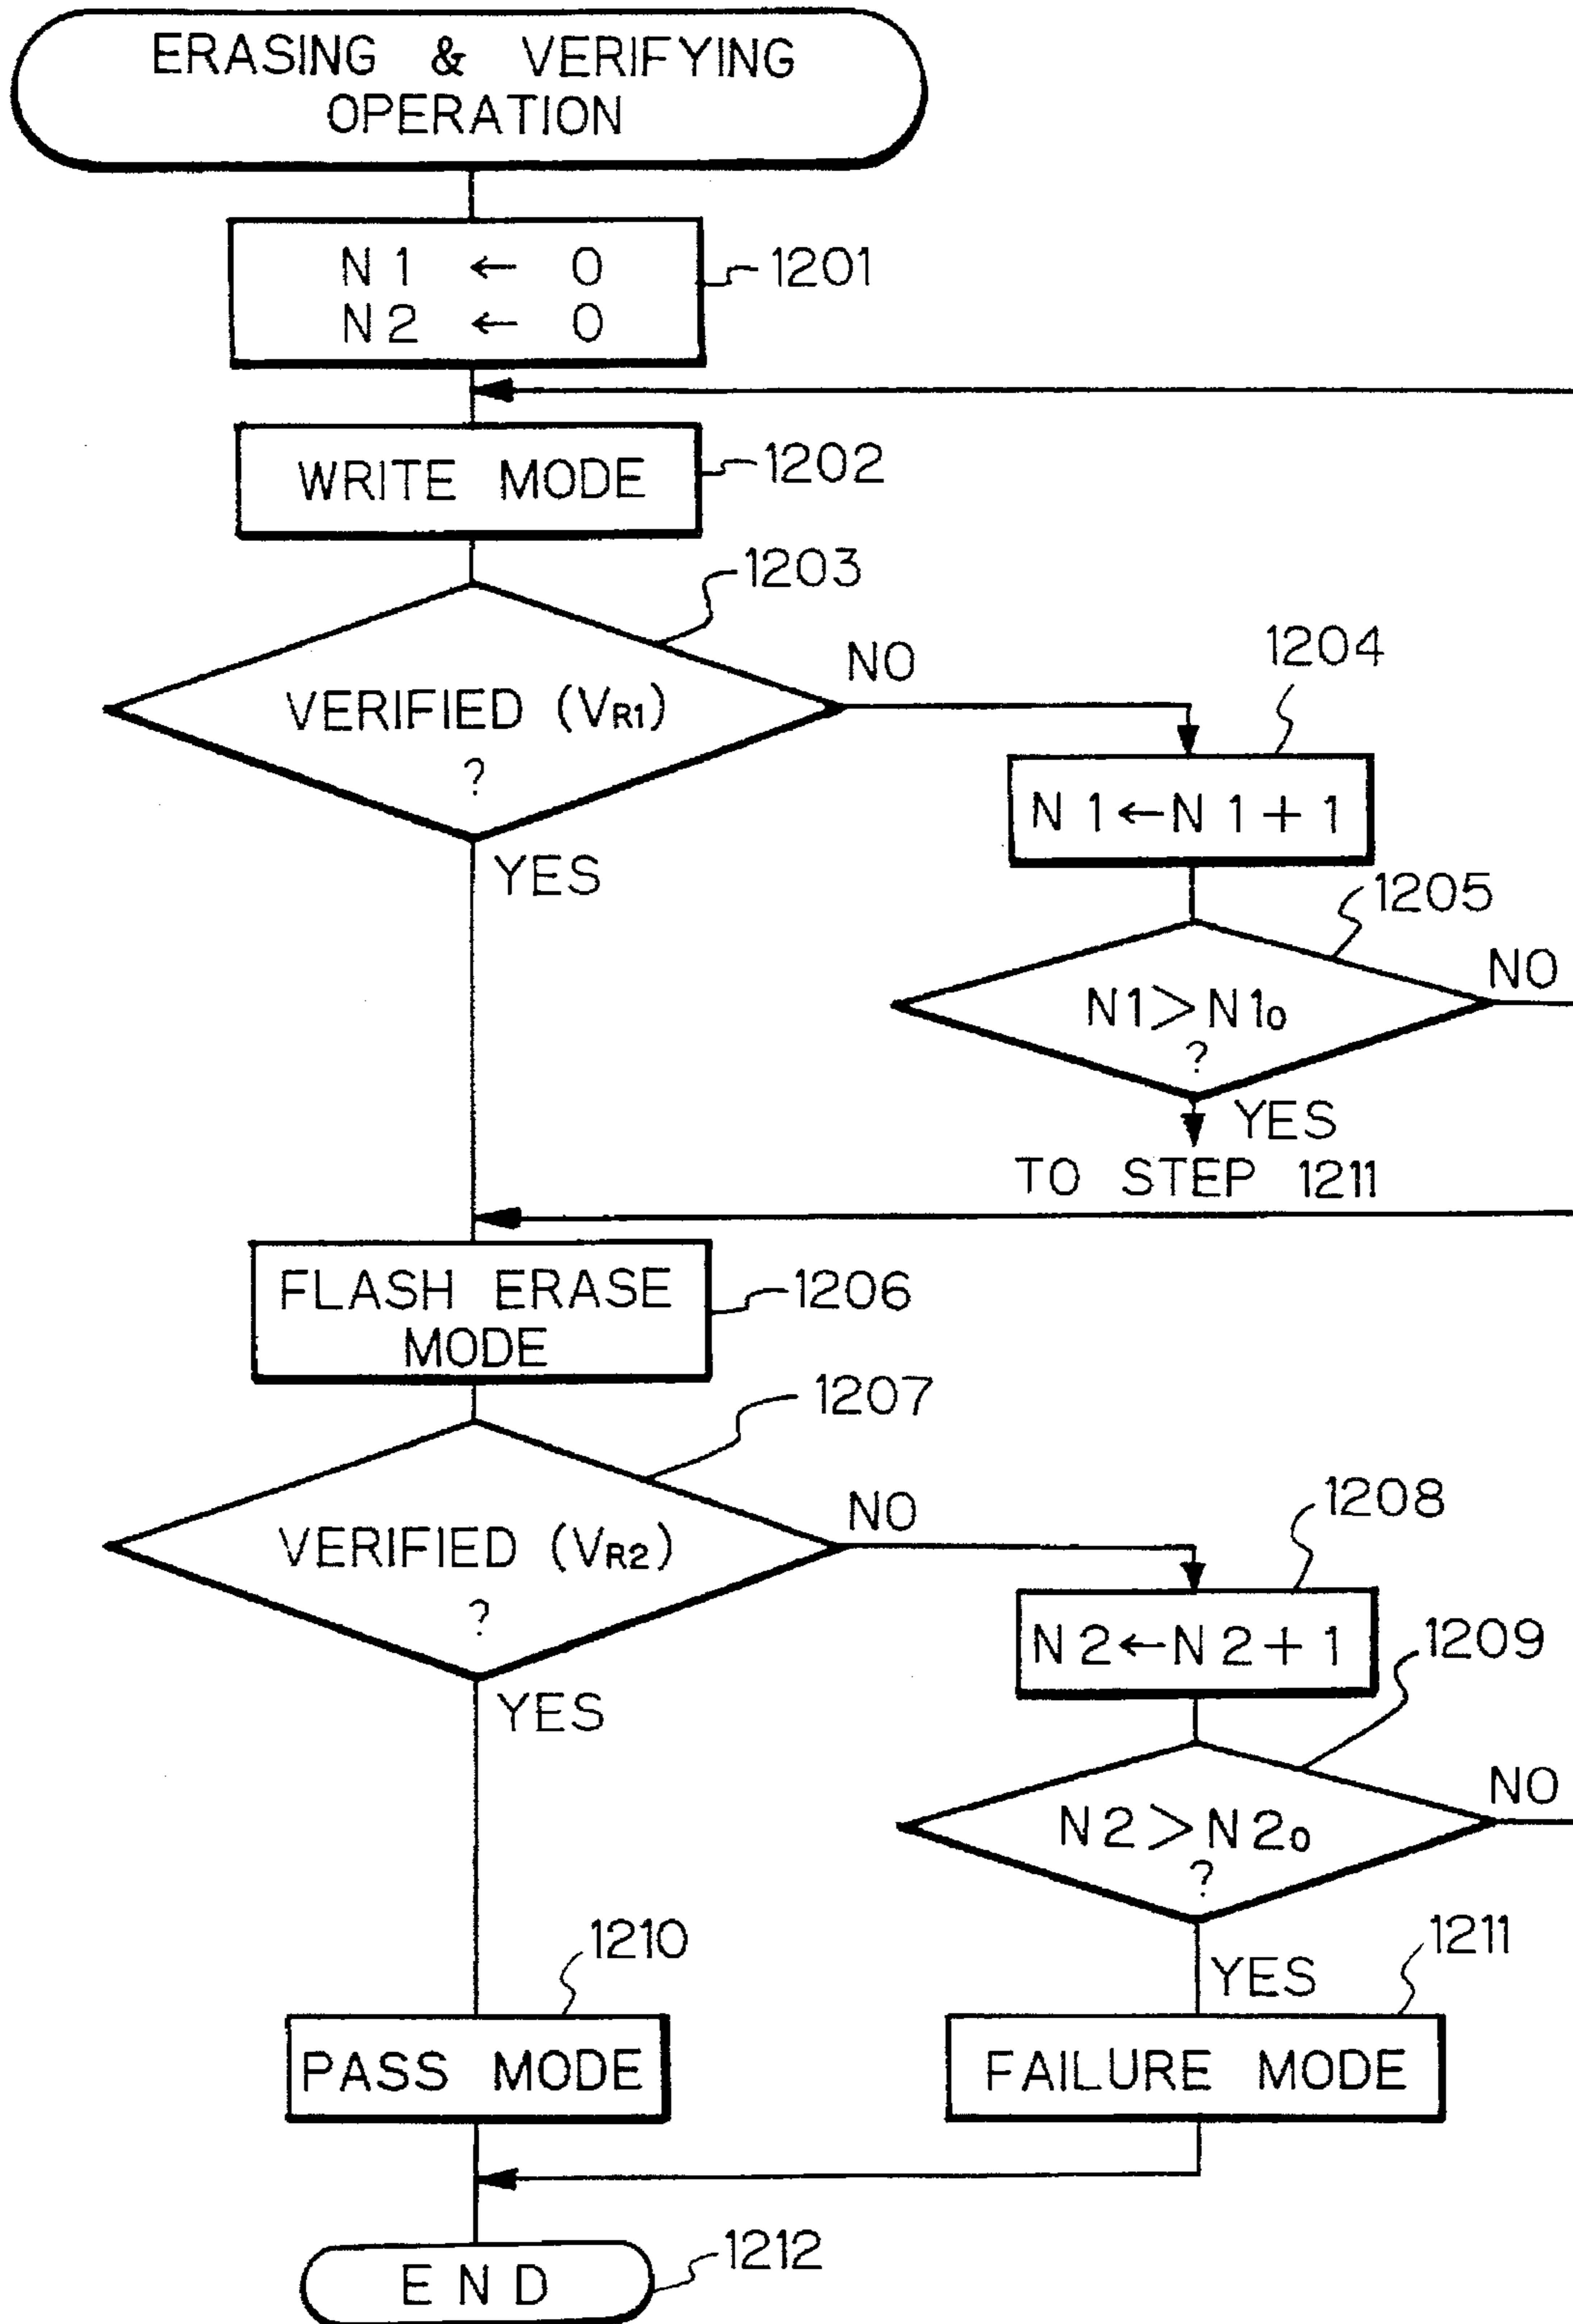 ERASING & VERIFYING
OPERATION
N1 ← 0
N2 ← 0
1201
WRITE MODE
1202
1203
VERIFIED (VR1)
?
NO
YES
1204
N1←N1+1
1205
N1>N1₀
?
NO
YES
TO STEP 1211
FLASH ERASE
MODE
1206
1207
VERIFIED (VR2)
?
NO
YES
1208
N2←N2+1
1209
N2>N2₀
?
NO
YES
1210
PASS MODE
1211
FAILURE MODE
END
1212